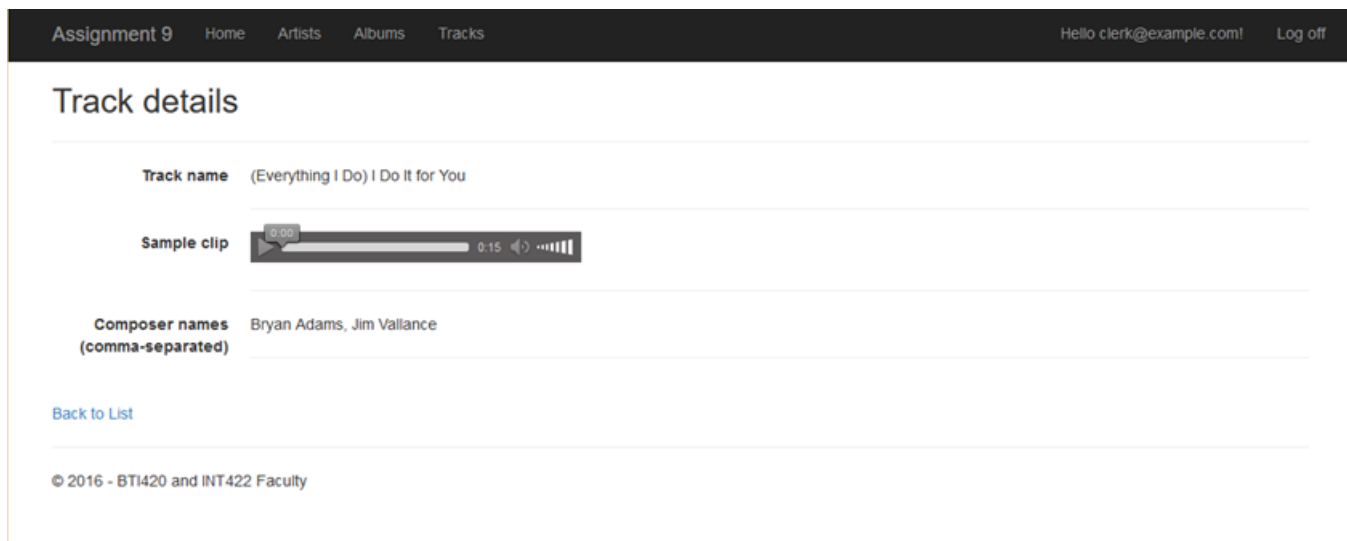 Assignment 9 Home Artists Albums Tracks Hello clerk@example.com! Log off
Track details
Track name (Everything I Do) I Do It for You
Sample clip 0:00 0:15
Composer names Bryan Adams, Jim Vallance
(comma-separated)
Back to List
© 2016 - BTI420 and INT422 Faculty